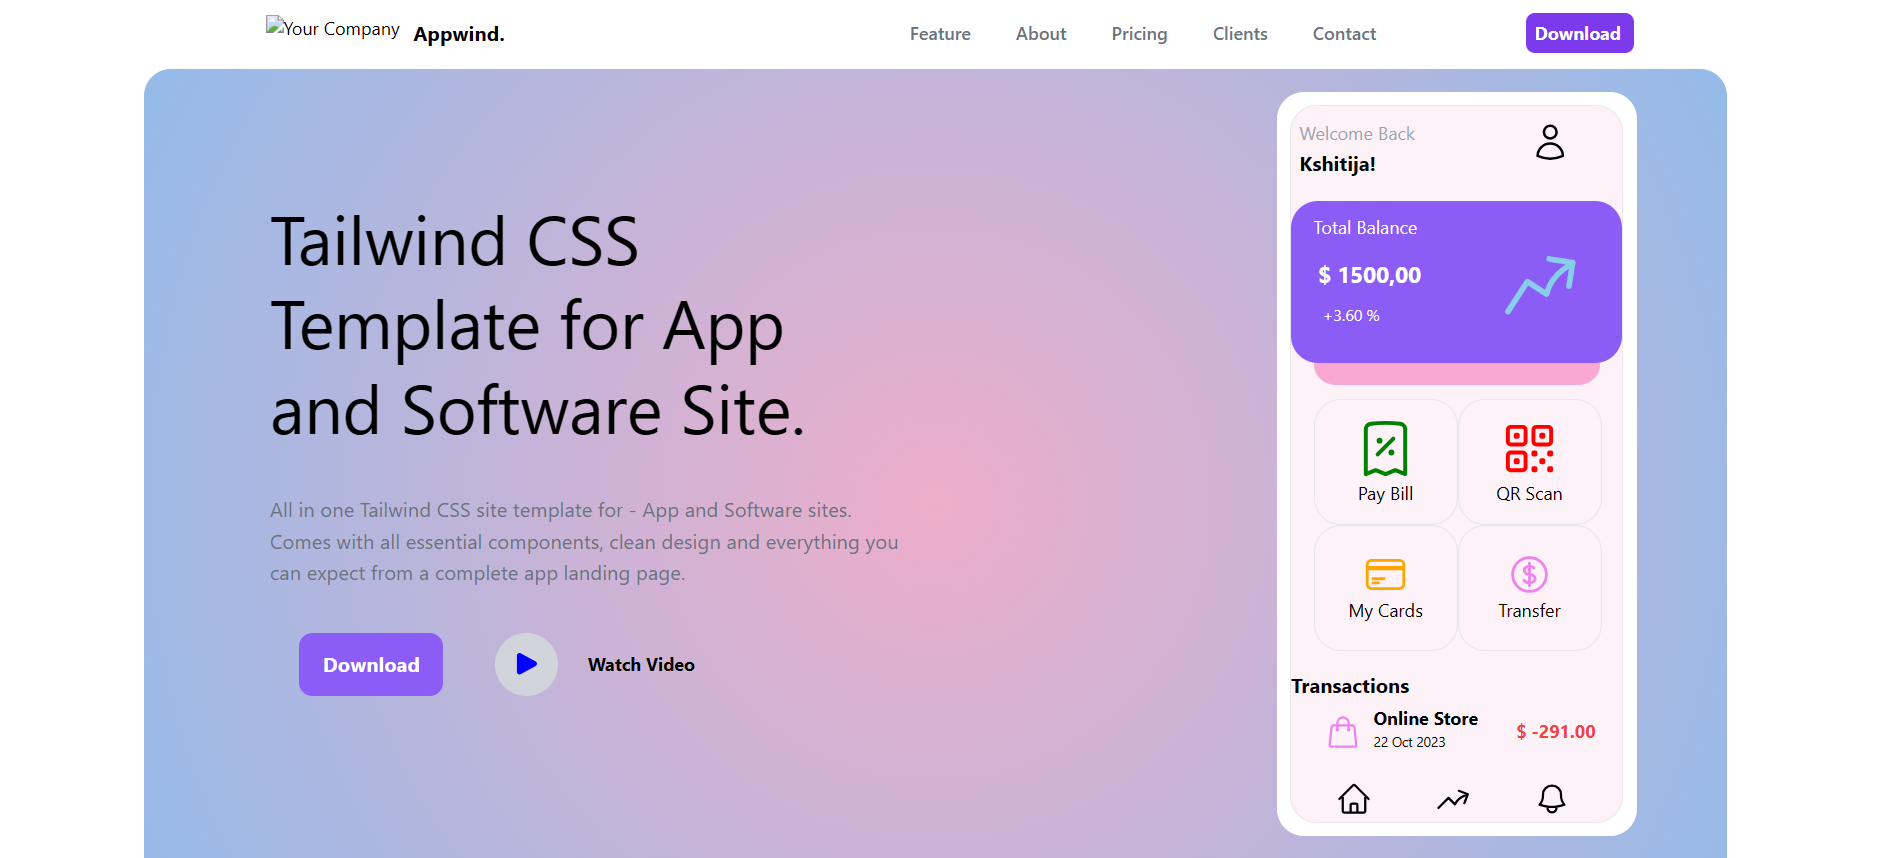 Your Company Appwind.
Feature About Pricing Clients Contact
Download
Tailwind CSS
Template for App
and Software Site.
All in one Tailwind CSS site template for - App and Software sites.
Comes with all essential components, clean design and everything you
can expect from a complete app landing page.
Download
Watch Video
Welcome Back
Kshitija!
Total Balance
$ 1500,00
+3.60 %
Pay Bill
QR Scan
My Cards
Transfer
Transactions
Online Store
22 Oct 2023
$ -291.00